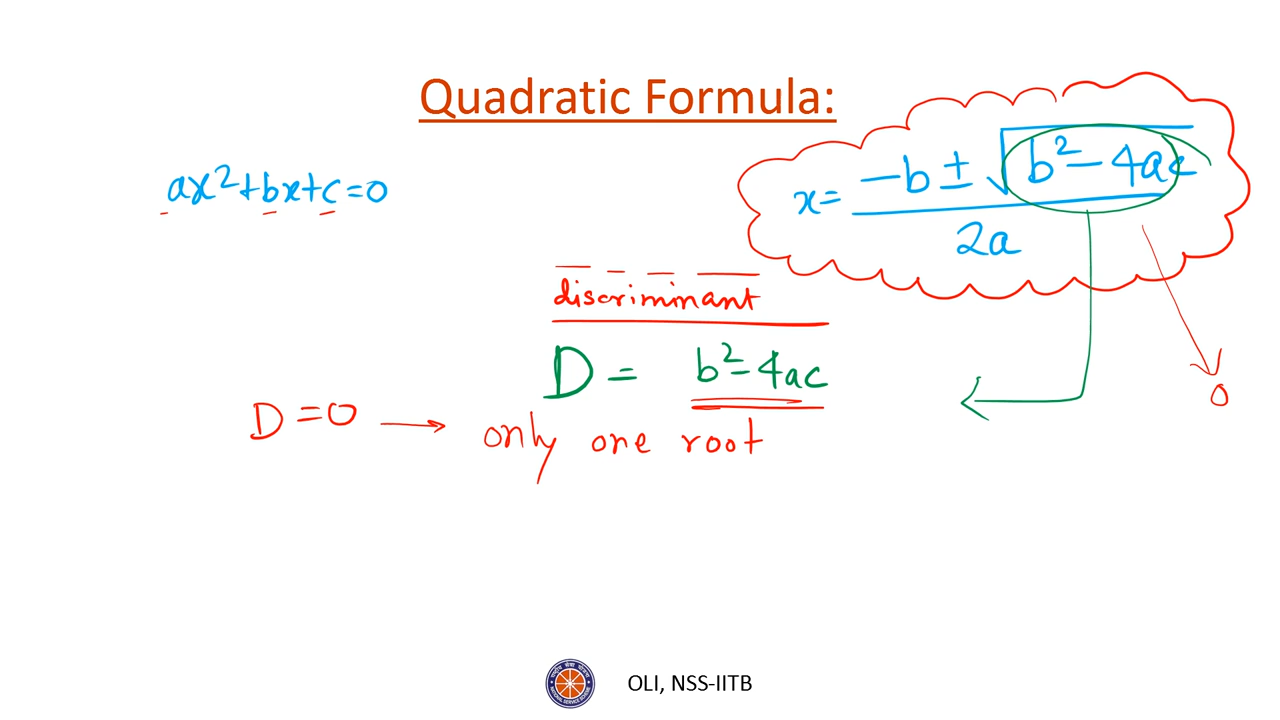 Quadratic Formula:
ax²+bx+c=0
x= -b ± √b²-4ac / 2a
discriminant
D = b²-4ac
0
D=0 → only one root
OLI, NSS-IITB